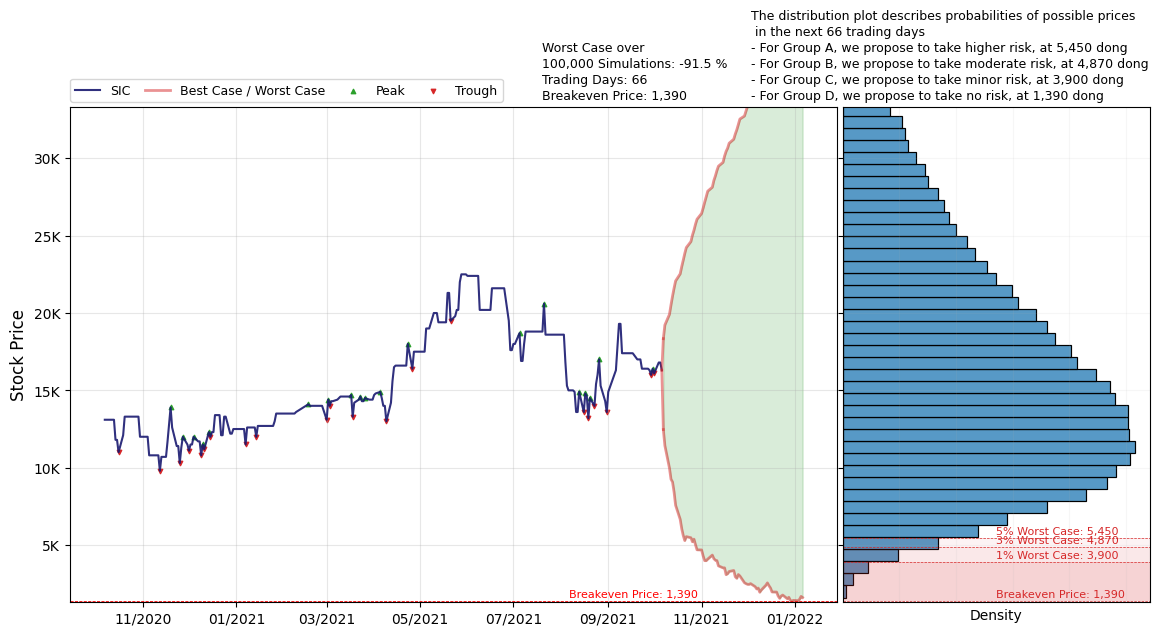 The distribution plot describes probabilities of possible prices
in the next 66 trading days
- For Group A, we propose to take higher risk, at 5,450 dong
- For Group B, we propose to take moderate risk, at 4,870 dong
- For Group C, we propose to take minor risk, at 3,900 dong
- For Group D, we propose to take no risk, at 1,390 dong
Worst Case over
100,000 Simulations: -91.5 %
Trading Days: 66
Breakeven Price: 1,390
SIC
Best Case / Worst Case
Peak
Trough
Stock Price
30K
25K
20K
15K
10K
5K
Breakeven Price: 1,390
11/2020
01/2021
03/2021
05/2021
07/2021
09/2021
11/2021
01/2022
5% Worst Case: 5,450
3% Worst Case: 4,870
1% Worst Case: 3,900
Breakeven Price: 1,390
Density